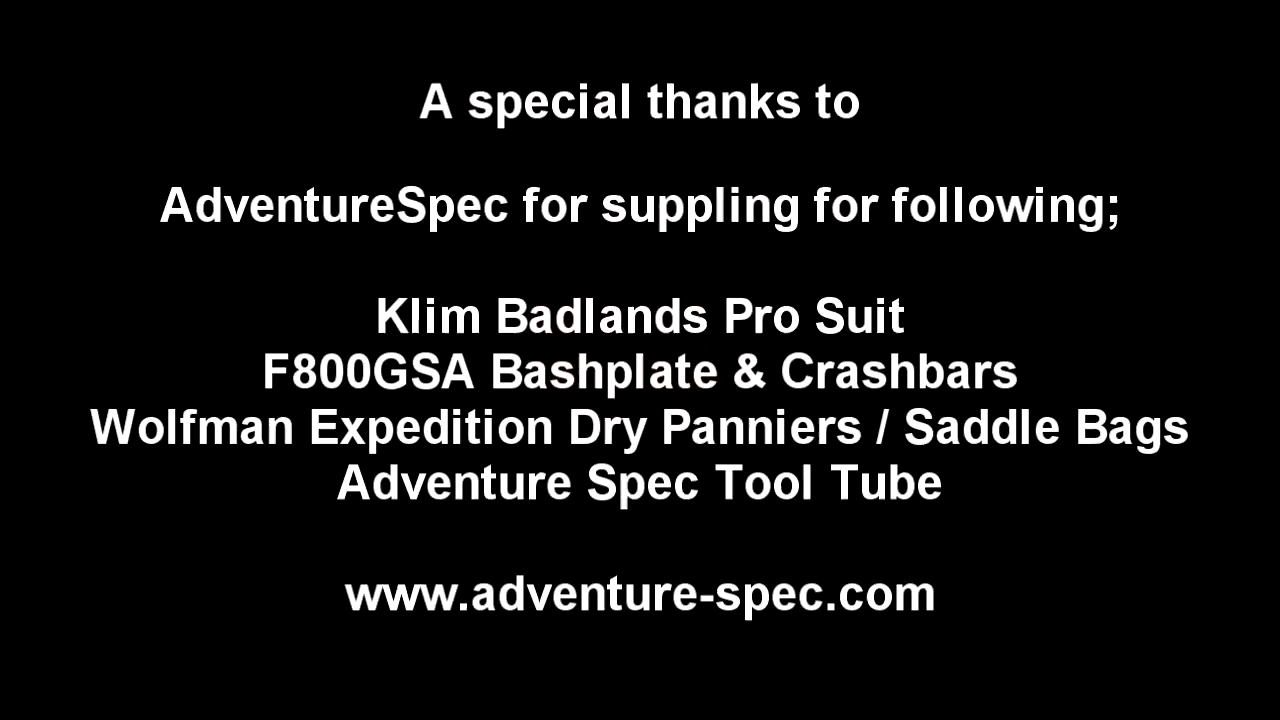 A special thanks to
AdventureSpec for suppling for following;
Klim Badlands Pro Suit
F800GSA Bashplate & Crashbars
Wolfman Expedition Dry Panniers / Saddle Bags
Adventure Spec Tool Tube
www.adventure-spec.com